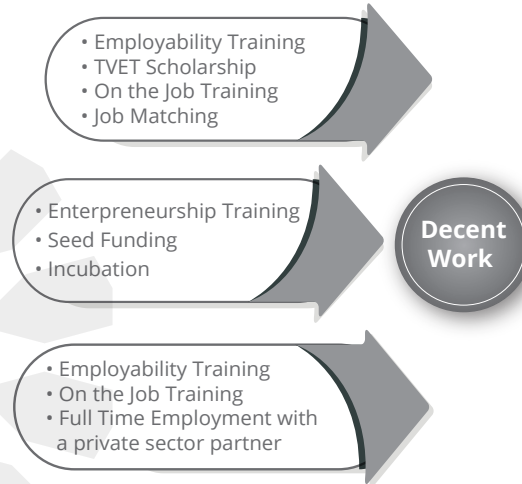 • Employability Training
• TVET Scholarship
• On the Job Training
• Job Matching
• Enterpreneurship Training
• Seed Funding
• Incubation
Decent
Work
• Employability Training
• On the Job Training
• Full Time Employment with
a private sector partner